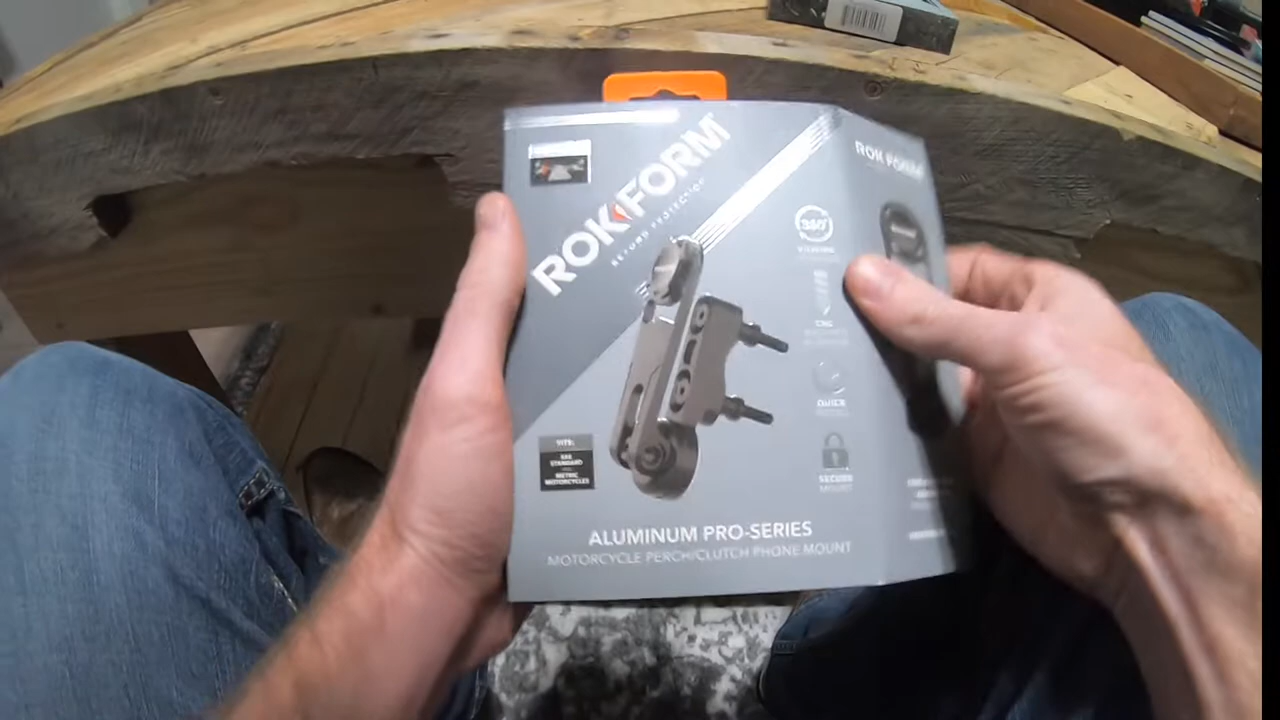 ROKFORM
BEYOND PROTECTION
ROKFORM
360°
CNC
QUICK
SECURE
MOUNT
FITS:
SAE
STANDARD
METRIC
MOTORCYCLES
ALUMINUM PRO-SERIES
MOTORCYCLE PERCH/CLUTCH PHONE MOUNT